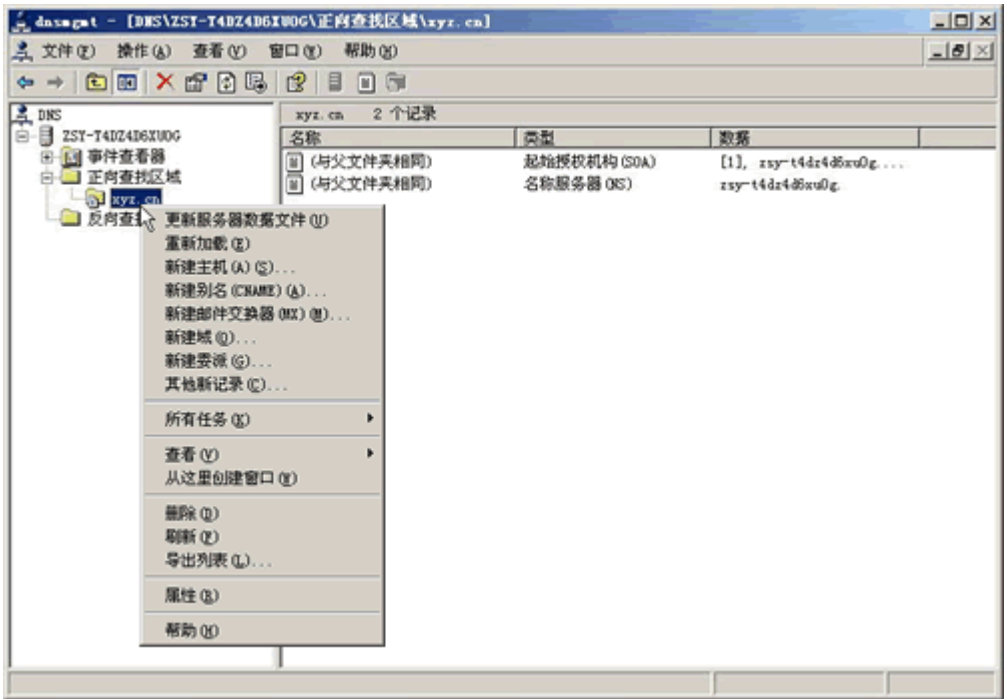 dnsmgmt - [DNS\ZSY-T4DZ4D6XU0G\正向查找区域\xyz.cn]
文件(F) 操作(A) 查看(V) 窗口(W) 帮助(H)
DNS
xyz.cn 2 个记录
ZSY-T4DZ4D6XU0G
名称 类型 数据
事件查看器
(与父文件夹相同) 起始授权机构(SOA) [1], zsy-t4dz4d6xu0g....
正向查找区域
(与父文件夹相同) 名称服务器(NS) zsy-t4dz4d6xu0g.
xyz.cn
反向查找
更新服务器数据文件(U)
重新加载(E)
新建主机(A)(S)...
新建别名(CNAME)(A)...
新建邮件交换器(MX)(M)...
新建域(O)...
新建委派(G)...
其他新记录(C)...
所有任务(K)
查看(V)
从这里创建窗口(W)
删除(D)
刷新(F)
导出列表(L)...
属性(R)
帮助(H)